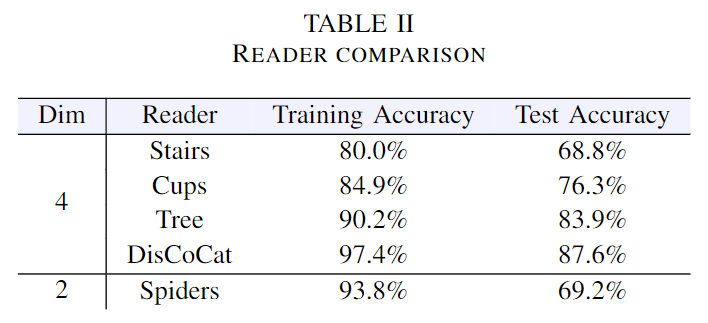 TABLE II
READER COMPARISON
Dim Reader Training Accuracy Test Accuracy
Stairs 80.0% 68.8%
Cups 84.9% 76.3%
4
Tree 90.2% 83.9%
DisCoCat 97.4% 87.6%
2 Spiders 93.8% 69.2%